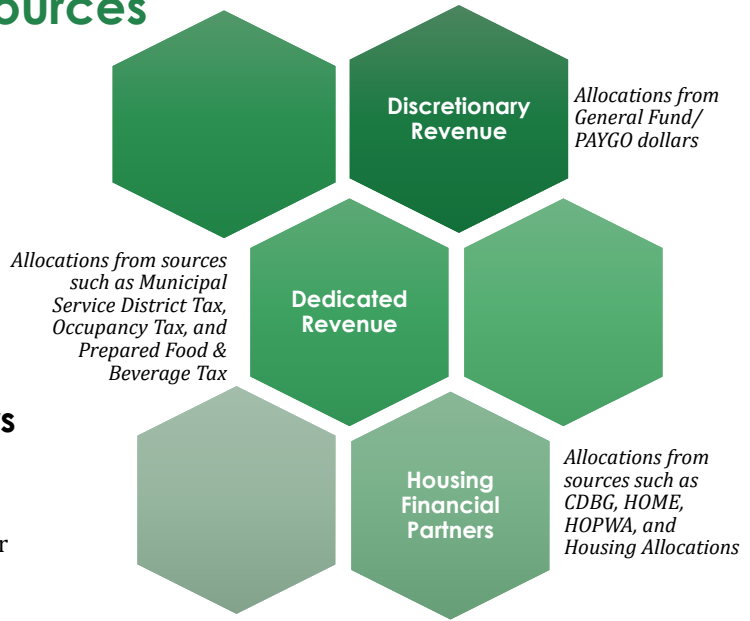 ources
Discretionary
Revenue
Allocations from
General Fund/
PAYGO dollars
Allocations from sources
such as Municipal
Service District Tax,
Occupancy Tax, and
Prepared Food &
Beverage Tax
Dedicated
Revenue
s
r
Housing
Financial
Partners
Allocations from
sources such as
CDBG, HOME,
HOPWA, and
Housing Allocations